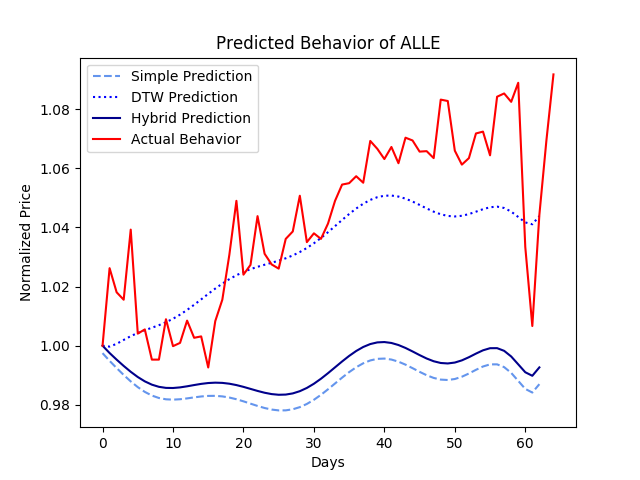 Predicted Behavior of ALLE
Simple Prediction
DTW Prediction
Hybrid Prediction
Actual Behavior
1.08
1.06
1.04
1.02
1.00
0.98
Normalized Price
0 10 20 30 40 50 60
Days